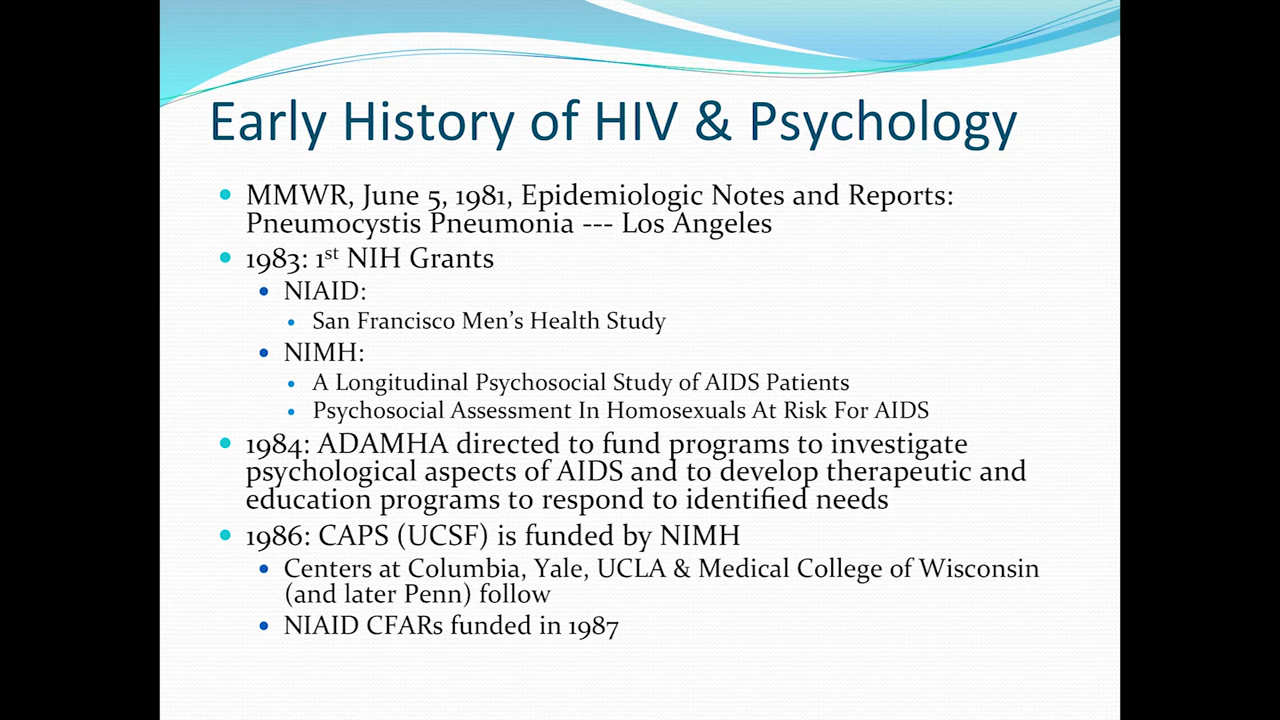 Early History of HIV & Psychology
• MMWR, June 5, 1981, Epidemiologic Notes and Reports:
Pneumocystis Pneumonia --- Los Angeles
• 1983: 1st NIH Grants
• NIAID:
• San Francisco Men’s Health Study
• NIMH:
• A Longitudinal Psychosocial Study of AIDS Patients
• Psychosocial Assessment In Homosexuals At Risk For AIDS
• 1984: ADAMHA directed to fund programs to investigate
psychological aspects of AIDS and to develop therapeutic and
education programs to respond to identified needs
• 1986: CAPS (UCSF) is funded by NIMH
• Centers at Columbia, Yale, UCLA & Medical College of Wisconsin
(and later Penn) follow
• NIAID CFARs funded in 1987